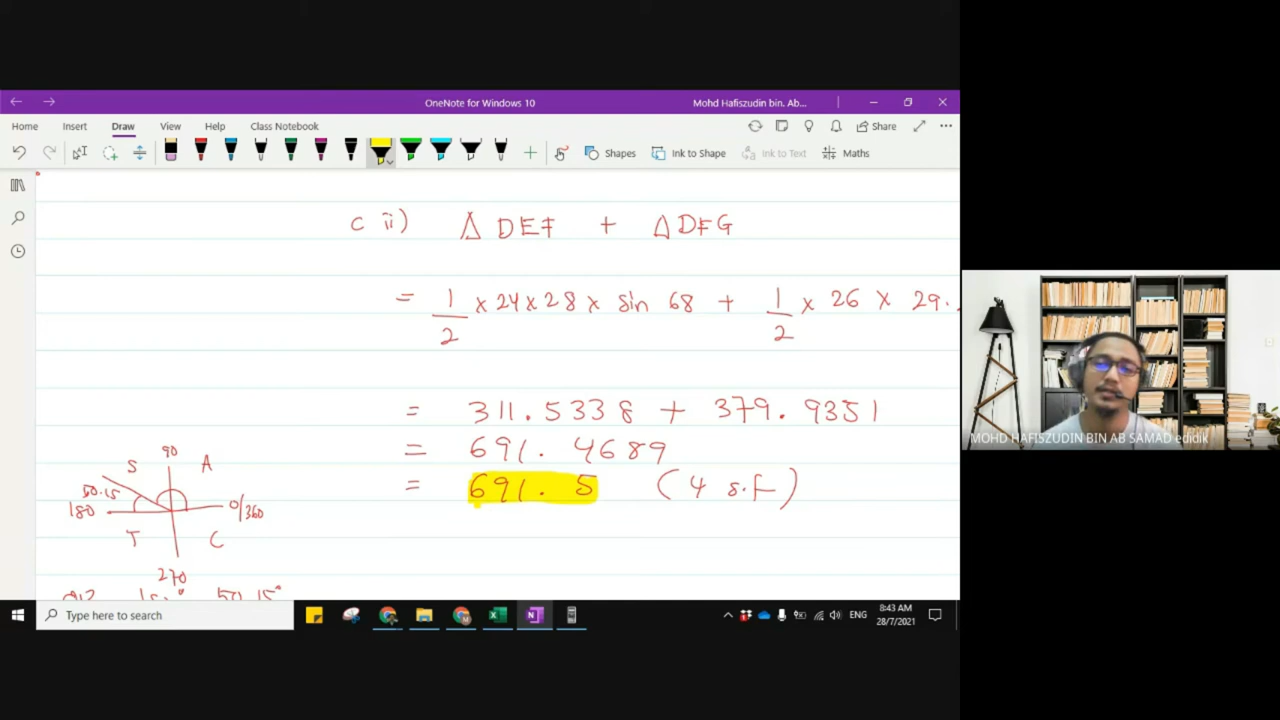 OneNote for Windows 10
Mohd Hafiszudin bin. Ab...
Home Insert Draw View Help Class Notebook
Share
Shapes Ink to Shape Ink to Text Maths
c ii) Δ DEF + Δ DFG
= 1/2 x 24 x 28 x sin 68 + 1/2 x 26 x 29.
= 311.5338 + 379.9351
= 691.4689
= 691.5 (4 s.f)
90
S A
50.15
180 0/360
T C
270
50.15°
MOHD HAFISZUDIN BIN AB SAMAD edidik
Type here to search
ENG
8:43 AM
28/7/2021